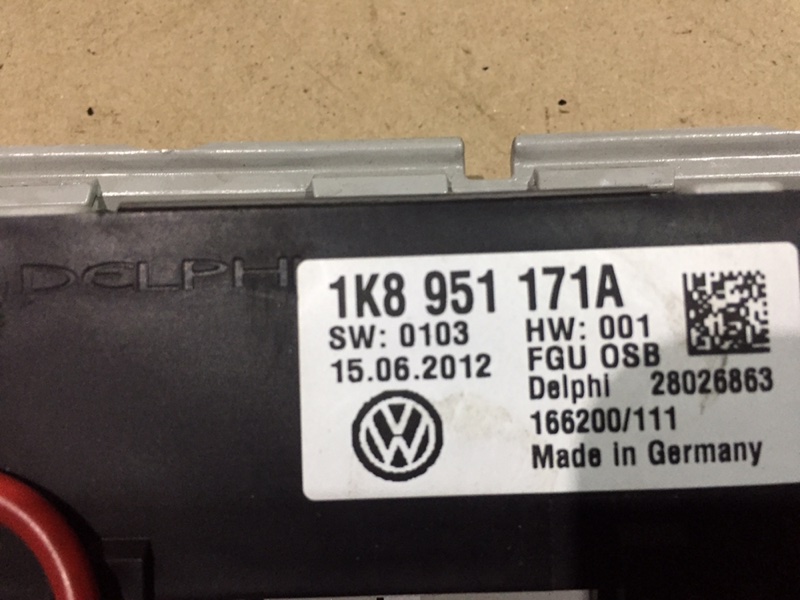 DELPHI
1K8 951 171A
SW: 0103 HW: 001
15.06.2012 FGU OSB
Delphi 28026863
166200/111
Made in Germany